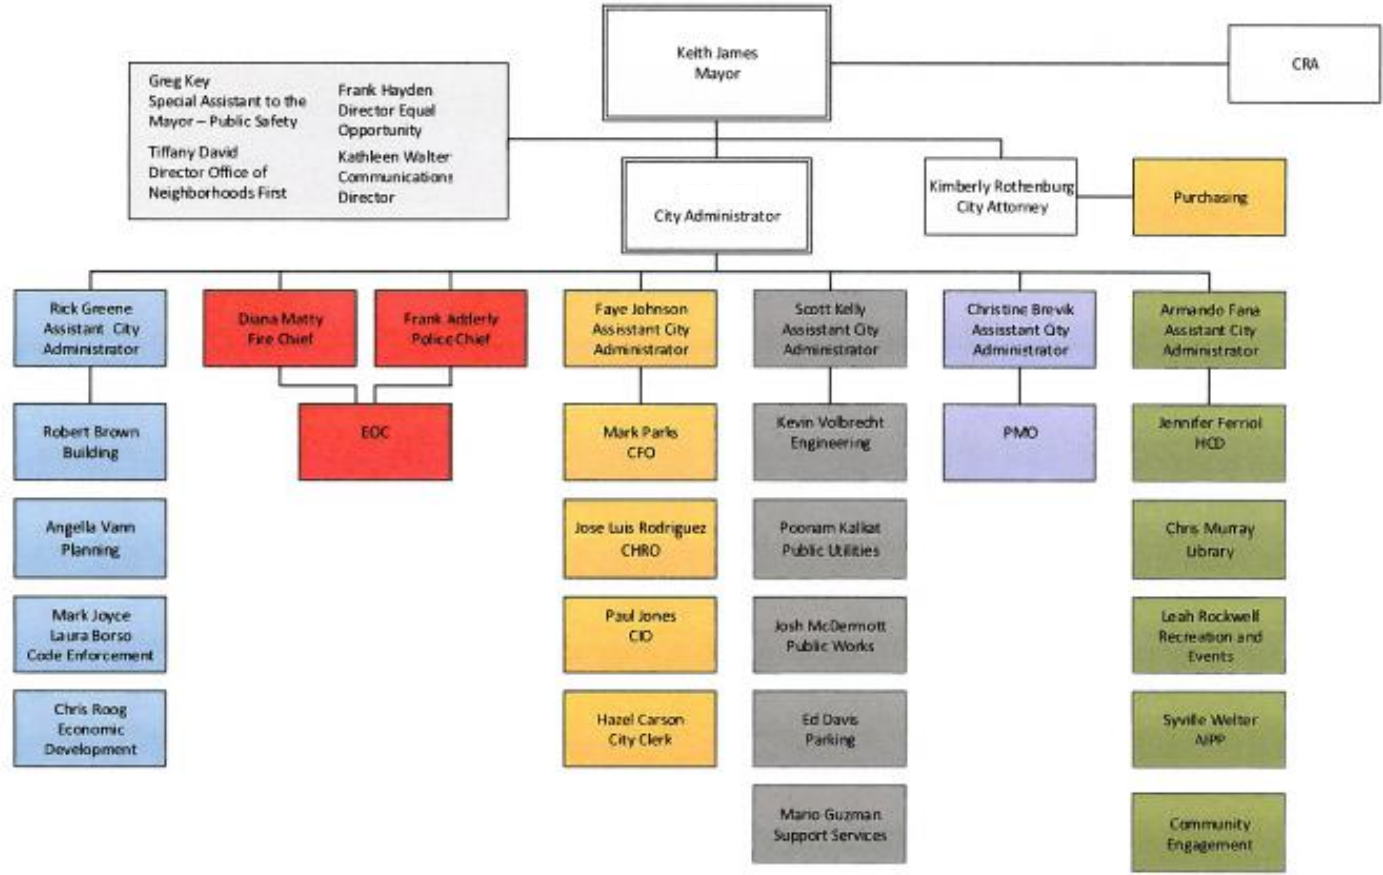 Keith James
Mayor
CRA
Greg Key
Special Assistant to the
Mayor – Public Safety
Tiffany David
Director Office of
Neighborhoods First
Frank Hayden
Director Equal
Opportunity
Kathleen Walter
Communications
Director
City Administrator
Kimberly Rothenburg
City Attorney
Purchasing
Rick Greene
Assistant City
Administrator
Diana Matty
Fire Chief
Frank Adderly
Police Chief
Faye Johnson
Assisstant City
Administrator
Scott Kelly
Assisstant City
Administrator
Christine Brevik
Assisstant City
Administrator
Armando Fana
Assistant City
Administrator
Robert Brown
Building
EOC
Mark Parks
CFO
Kevin Volbrecht
Engineering
PMO
Jennifer Ferriol
HCD
Angella Vann
Planning
Jose Luis Rodriguez
CHRO
Poonam Kalkat
Public Utilities
Chris Murray
Library
Mark Joyce
Laura Borso
Code Enforcement
Paul Jones
CIO
Josh McDermott
Public Works
Leah Rockwell
Recreation and
Events
Chris Roog
Economic
Development
Hazel Carson
City Clerk
Ed Davis
Parking
Syville Welter
AIPP
Mario Guzman
Support Services
Community
Engagement